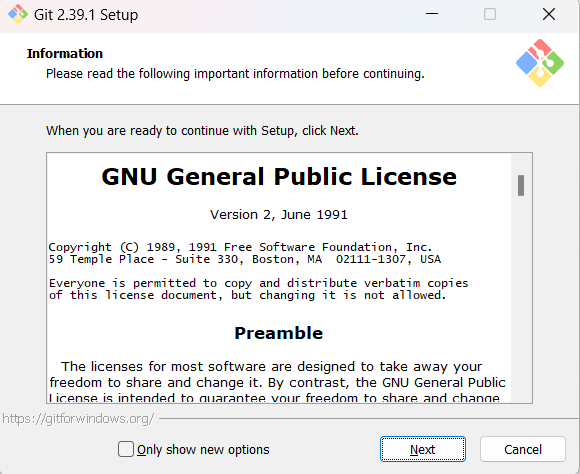 Git 2.39.1 Setup
Information
Please read the following important information before continuing.
When you are ready to continue with Setup, click Next.
GNU General Public License
Version 2, June 1991
Copyright (C) 1989, 1991 Free Software Foundation, Inc.
59 Temple Place - Suite 330, Boston, MA  02111-1307, USA
Everyone is permitted to copy and distribute verbatim copies
of this license document, but changing it is not allowed.
Preamble
The licenses for most software are designed to take away your
freedom to share and change it. By contrast, the GNU General Public
License is intended to guarantee your freedom to share and change
https://gitforwindows.org/
Only show new options
Next
Cancel